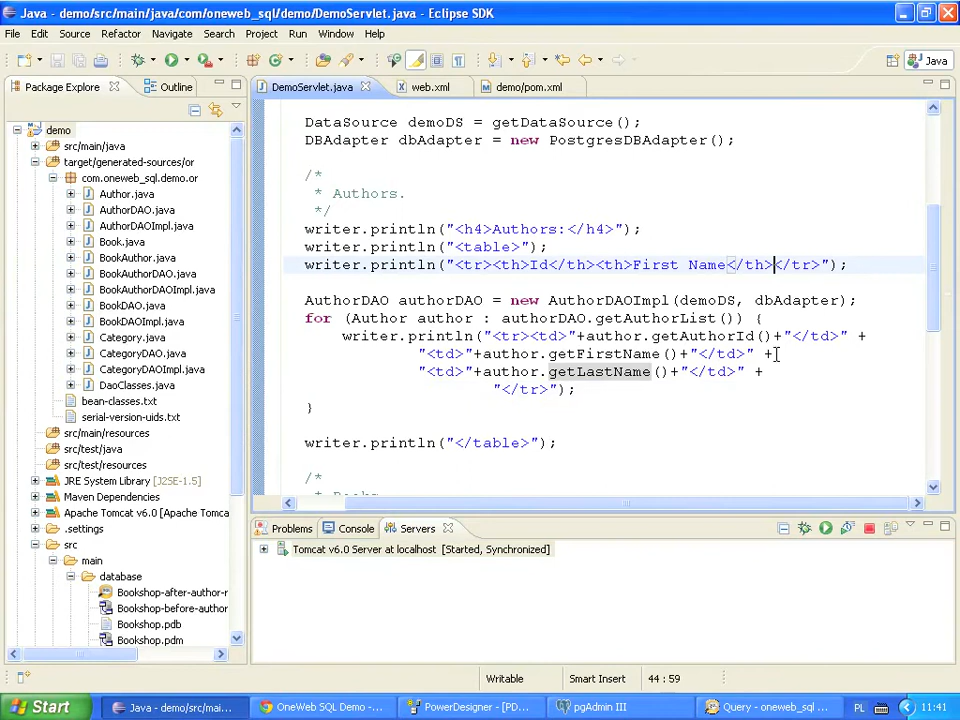 Java - demo/src/main/java/com/oneweb_sql/demo/DemoServlet.java - Eclipse SDK
File Edit Source Refactor Navigate Search Project Run Window Help
Java
Package Explore
Outline
demo
src/main/java
target/generated-sources/or
com.oneweb_sql.demo.or
Author.java
AuthorDAO.java
AuthorDAOImpl.java
Book.java
BookAuthorDAO.java
BookDAO.java
BookDAOImpl.java
Category.java
CategoryDAO.java
CategoryDAOImpl.java
DaoClasses.java
bean-classes.txt
serial-version-uids.txt
src/main/resources
src/test/java
src/test/resources
JRE System Library [J2SE-1.5]
Maven Dependencies
Apache Tomcat v6.0 [Apache Tomca
.settings
src
main
database
Bookshop-after-author-r
Bookshop-before-author
Bookshop.pdb
Bookshop.pdm
DemoServlet.java
web.xml
demo/pom.xml
DataSource demoDS = getDataSource();
DBAdapter dbAdapter = new PostgresDBAdapter();
/*
* Authors.
*/
writer.println("<h4>Authors:</h4>");
writer.println("<table>");
writer.println("<tr><th>Id</th><th>First Name</th></tr>");
AuthorDAO authorDAO = new AuthorDAOImpl(demoDS, dbAdapter);
for (Author author : authorDAO.getAuthorList()) {
writer.println("<tr><td>"+author.getAuthorId()+"</td>" +
"<td>"+author.getFirstName()+"</td>" +
"<td>"+author.getLastName()+"</td>" +
"</tr>");
}
writer.println("</table>");
/*
* Books
Problems
Console
Servers
Tomcat v6.0 Server at localhost [Started, Synchronized]
Writable Smart Insert 44 : 59
Start
Java - demo/src/mai...
OneWeb SQL Demo -...
PowerDesigner - [PD...
pgAdmin III
Query - oneweb_sql ...
PL
11:41